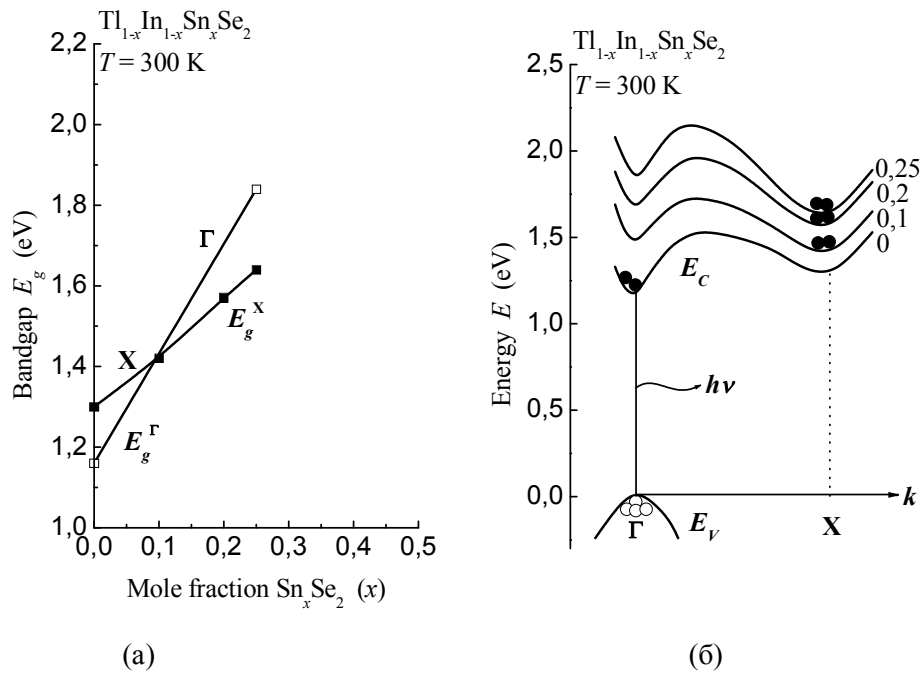 Tl1-xIn1-xSnxSe2
T = 300 K
2,2
2,0
1,8
1,6
1,4
1,2
1,0
Bandgap Eg (eV)
Γ
X
EgX
EgΓ
0,0 0,1 0,2 0,3 0,4 0,5
Mole fraction SnxSe2 (x)
(a)
Tl1-xIn1-xSnxSe2
T = 300 K
2,5
2,0
1,5
1,0
0,5
0,0
Energy E (eV)
0,25
0,2
0,1
0
EC
hν
k
Γ
EV
X
(б)